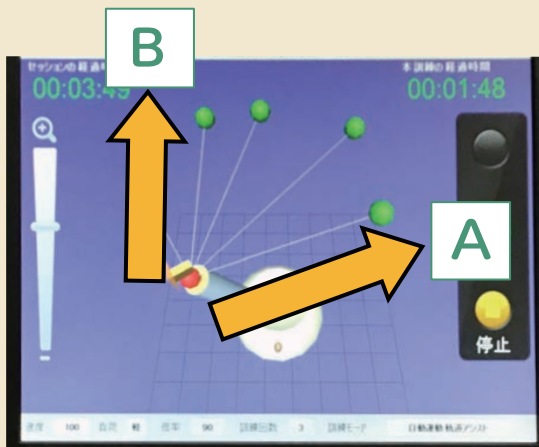 B
セッションの経過時
本訓練の経過時間
00:03:49
00:01:48
A
停止
速度 100 負荷 軽 倍率 90 訓練回数 3 訓練モード 自動運動 軌道アシスト